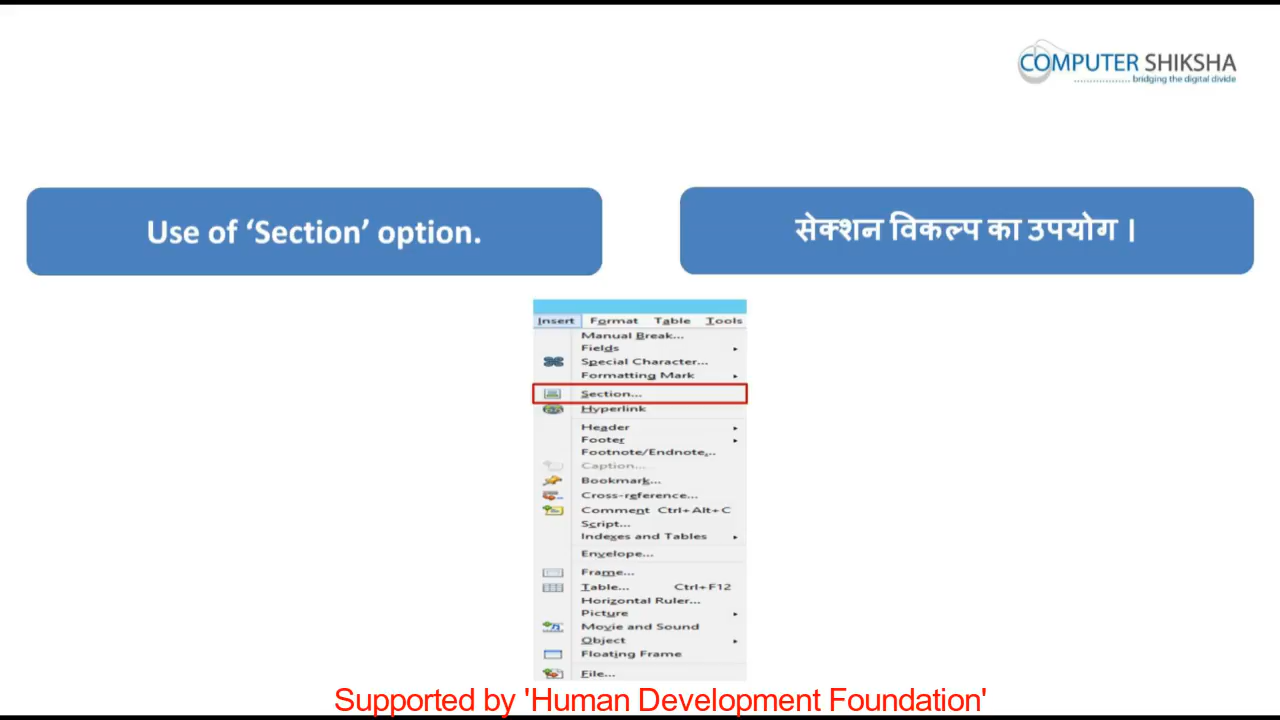 COMPUTER SHIKSHA
bridging the digital divide
Use of ‘Section’ option.
सेक्शन विकल्प का उपयोग ।
Insert Format Table Tools
Manual Break...
Fields
Special Character...
Formatting Mark
Section...
Hyperlink
Header
Footer
Footnote/Endnote...
Caption...
Bookmark...
Cross-reference...
Comment Ctrl+Alt+C
Script...
Indexes and Tables
Envelope...
Frame...
Table... Ctrl+F12
Horizontal Ruler...
Picture
Movie and Sound
Object
Floating Frame
File...
Supported by 'Human Development Foundation'